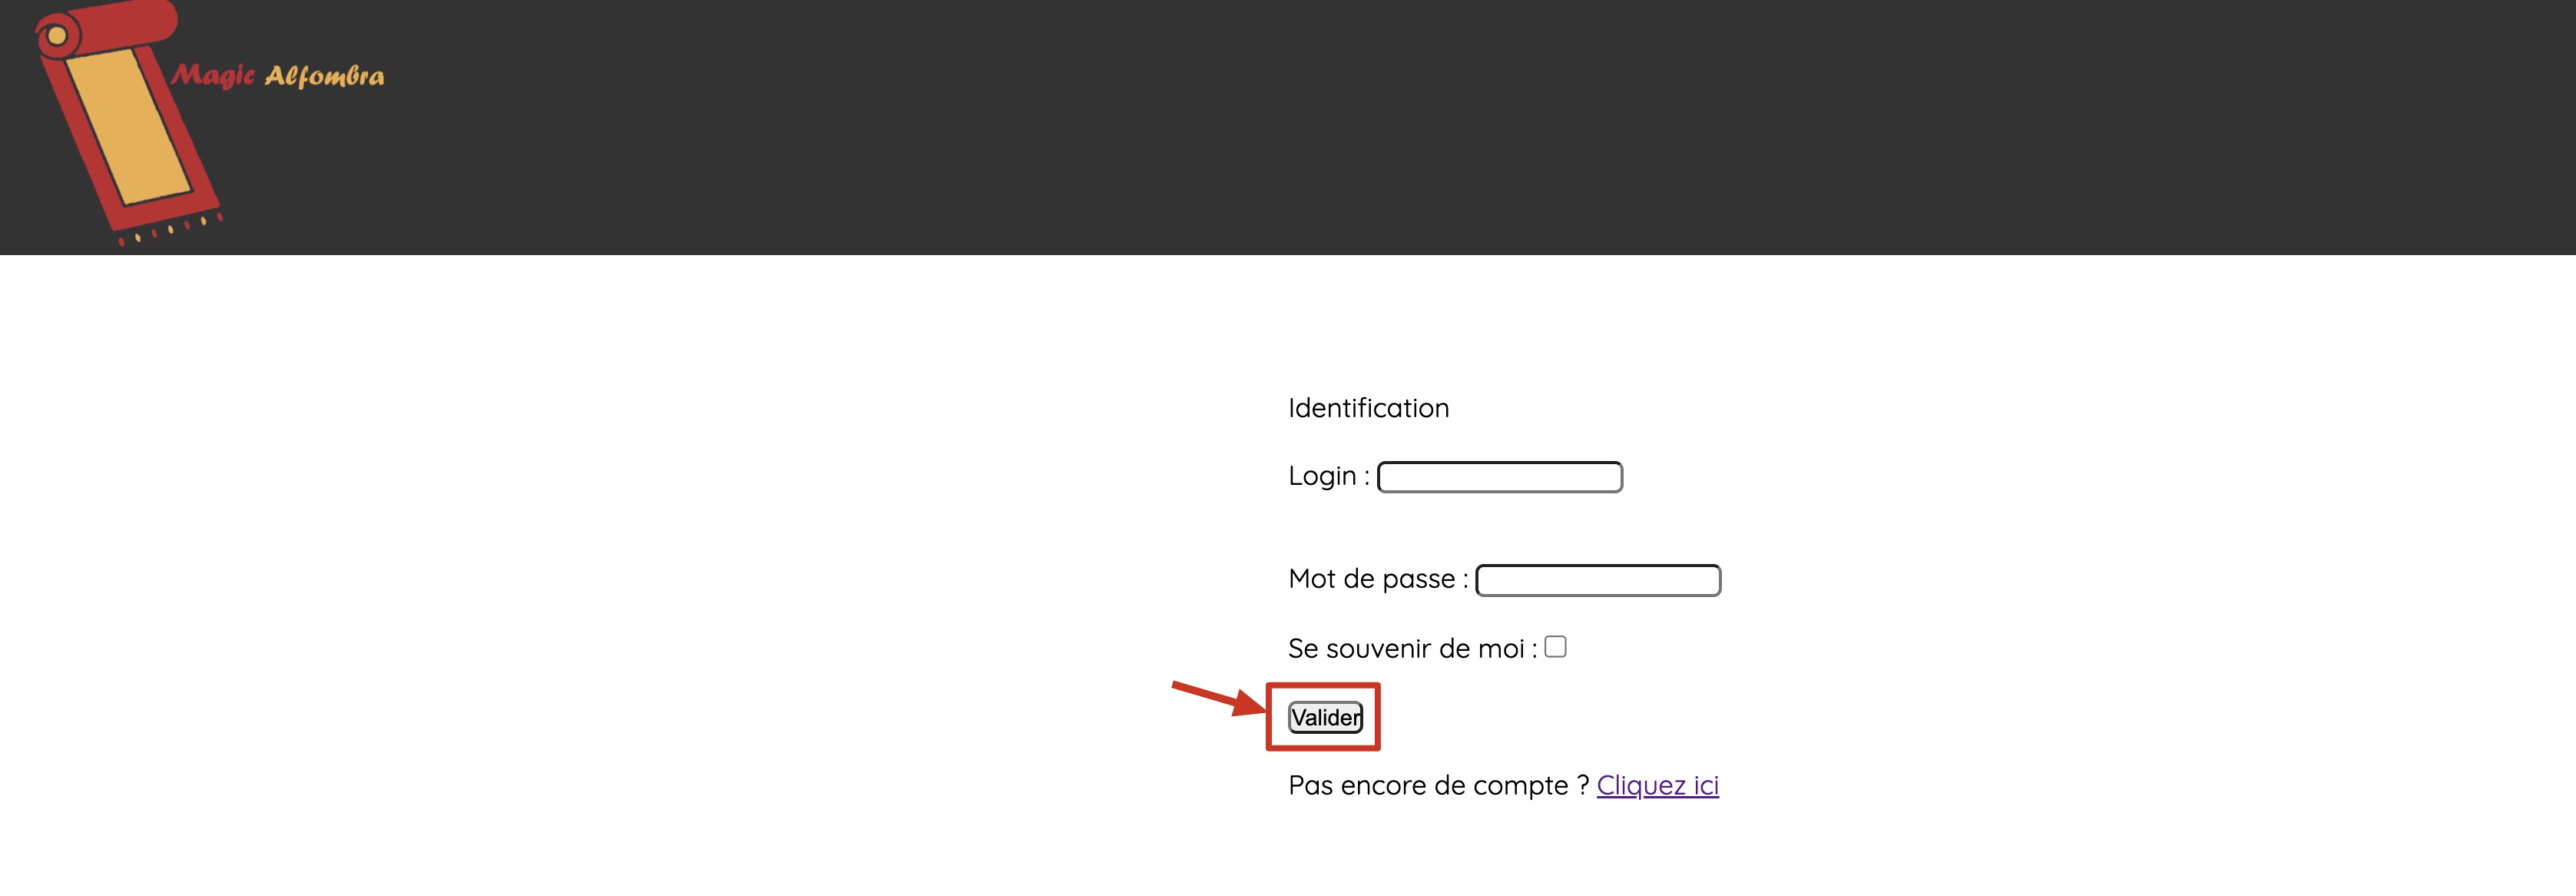 Magic Alfombra
Identification
Login :
Mot de passe :
Se souvenir de moi :
Valider
Pas encore de compte ? Cliquez ici